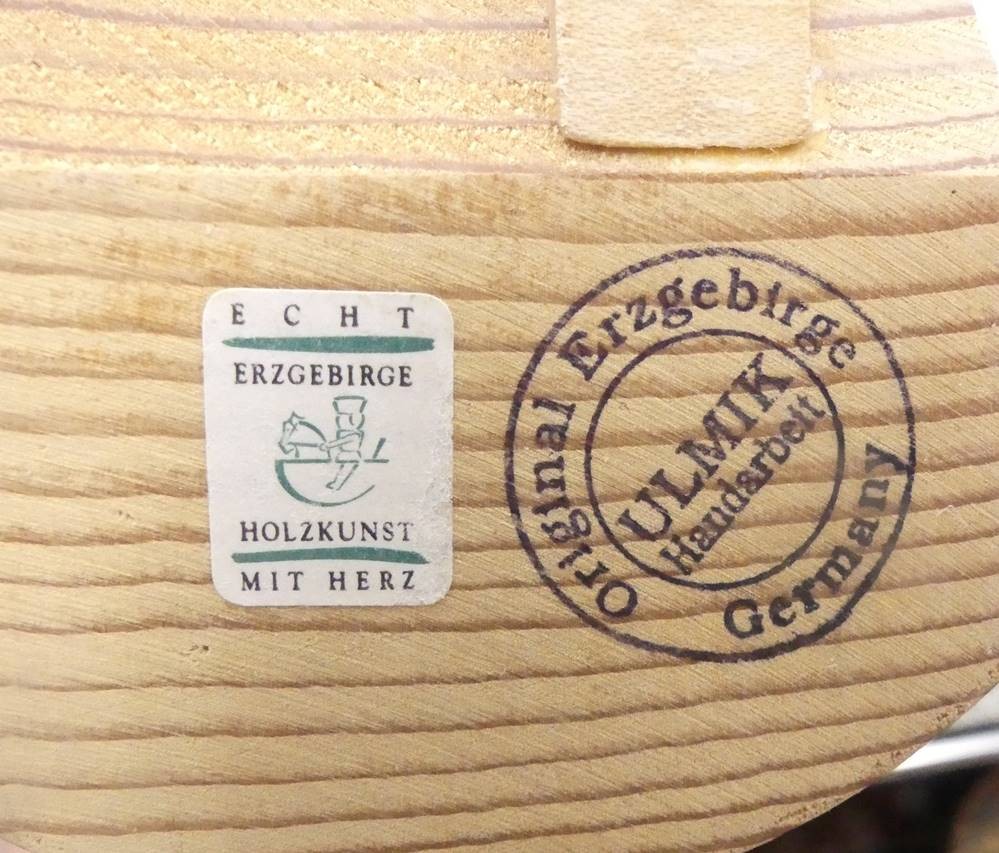 ECHT
ERZGEBIRGE
HOLZKUNST
MIT HERZ
Original Erzgebirge
ULMIK
Handarbeit
Germany